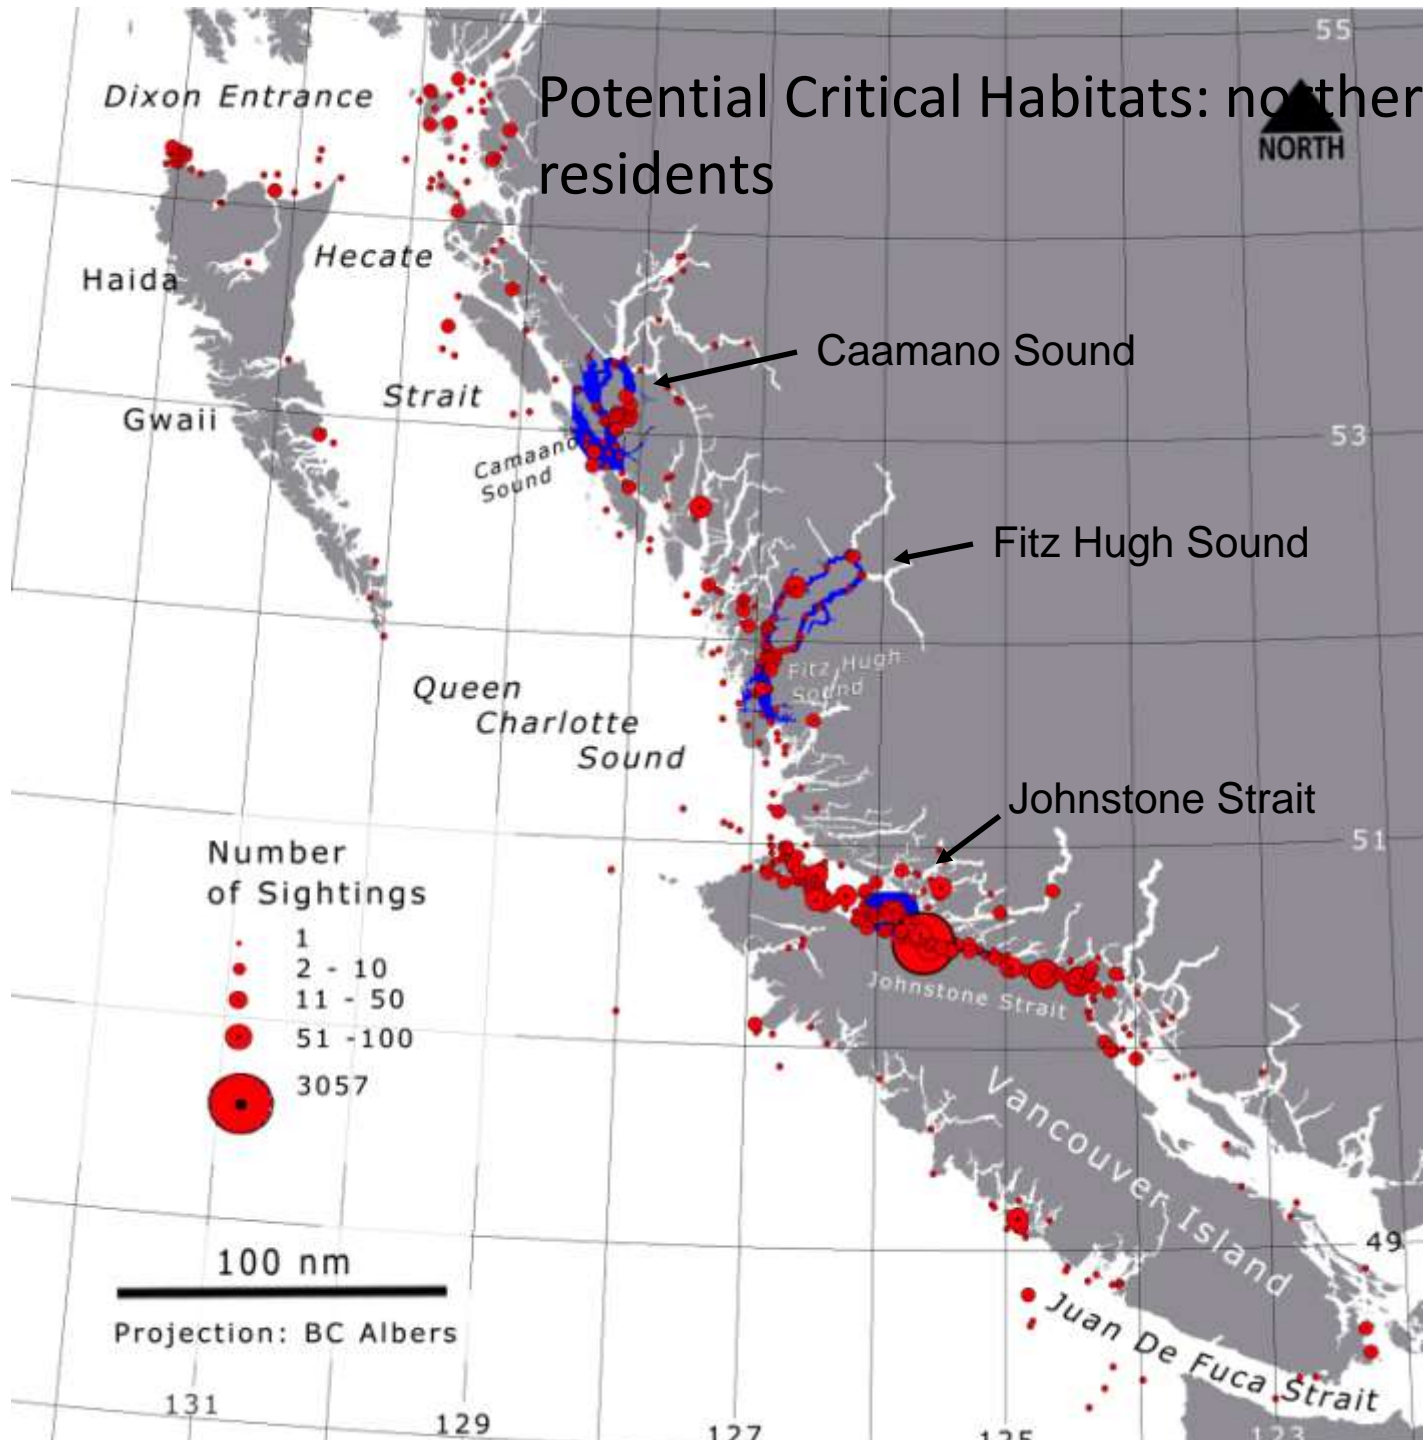 55
Dixon Entrance
Potential Critical Habitats: norther
residents
NORTH
Hecate
Haida
Caamano Sound
Strait
Gwaii
53
Camaano
Sound
Fitz Hugh Sound
Fitz Hugh
Sound
Queen
Charlotte
Sound
Johnstone Strait
51
Number
of Sightings
1
2 - 10
11 - 50
51 -100
3057
Johnstone Strait
Vancouver Island
49
100 nm
Juan De Fuca Strait
Projection: BC Albers
131
129
127
125
123